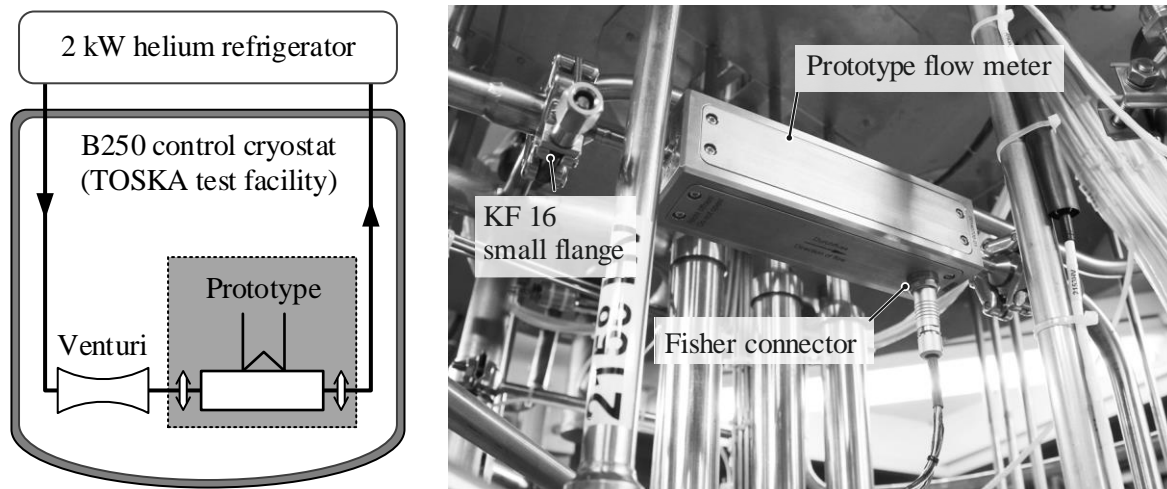 2 kW helium refrigerator
B250 control cryostat
(TOSKA test facility)
Prototype
Venturi
Prototype flow meter
KF 16
small flange
Fisher connector
2158